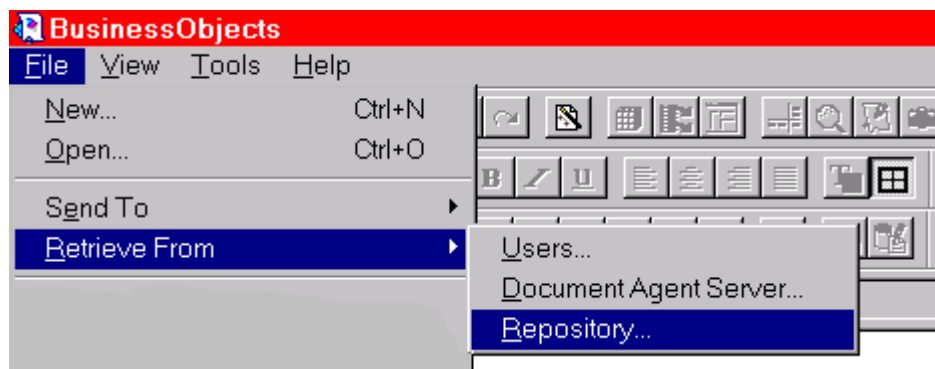 BusinessObjects
File View Tools Help
New... Ctrl+N
Open... Ctrl+O
B I U
Send To
Retrieve From
Users...
Document Agent Server...
Repository...